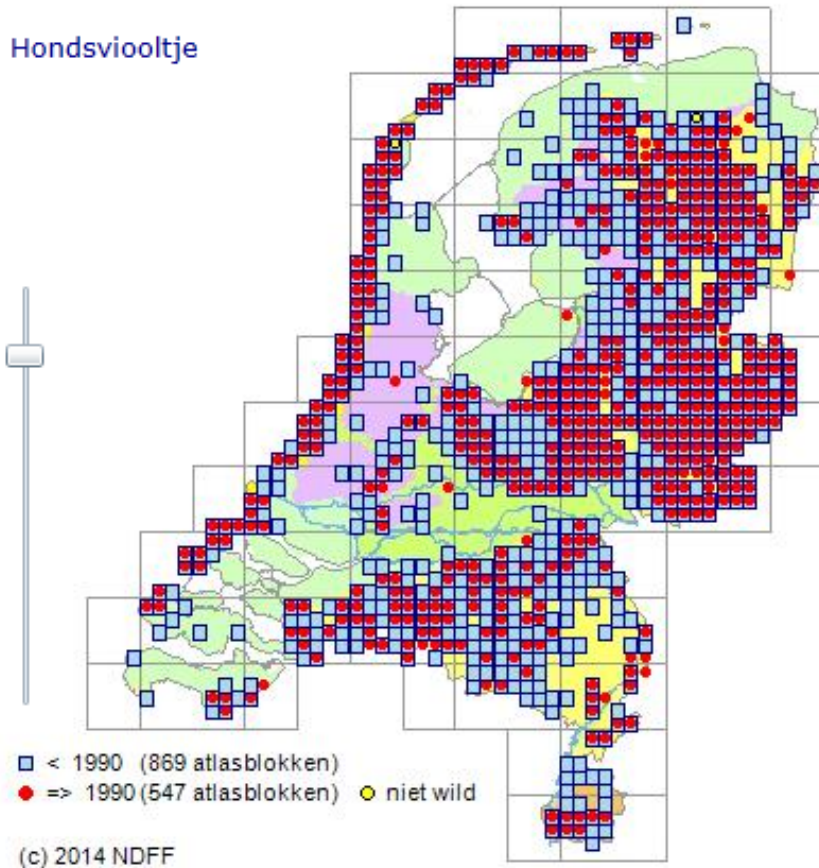 Hondsviooltje
< 1990 (869 atlasblokken)
=> 1990 (547 atlasblokken) niet wild
(c) 2014 NDFF